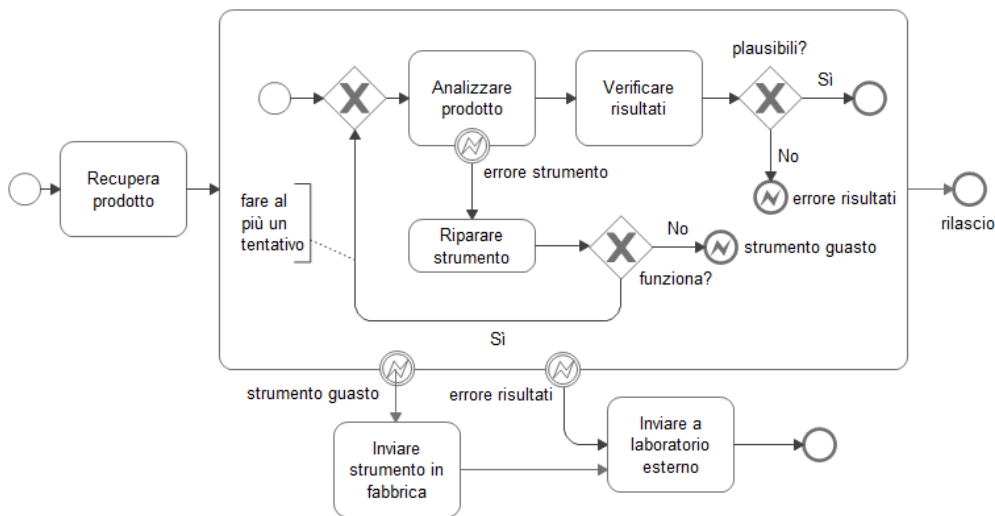 plausibili?
Analizzare
prodotto
Verificare
risultati
Sì
No
errore strumento
errore risultati
Recupera
prodotto
fare al
più un
tentativo
Riparare
strumento
No
strumento guasto
funziona?
rilascio
Sì
strumento guasto
errore risultati
Inviare
strumento in
fabbrica
Inviare a
laboratorio
esterno